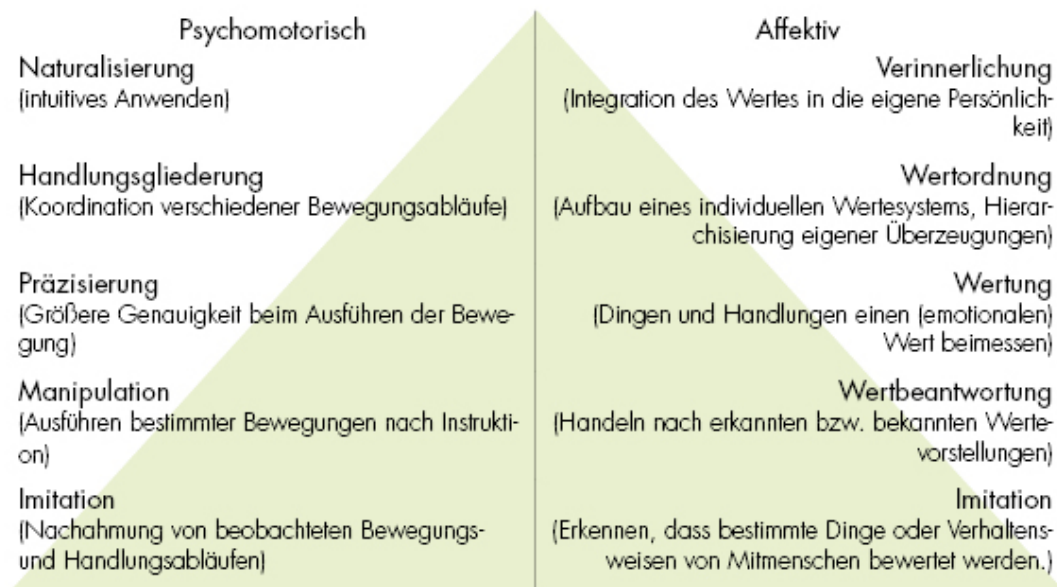 Psychomotorisch
Naturalisierung
(intuitives Anwenden)
Handlungsgliederung
(Koordination verschiedener Bewegungsabläufe)
Präzisierung
(Größere Genauigkeit beim Ausführen der Bewe-
gung)
Manipulation
(Ausführen bestimmter Bewegungen nach Instrukti-
on)
Imitation
(Nachahmung von beobachteten Bewegungs-
und Handlungsabläufen)
Affektiv
Verinnerlichung
(Integration des Wertes in die eigene Persönlich-
keit)
Wertordnung
(Aufbau eines individuellen Wertesystems, Hierar-
chisierung eigener Überzeugungen)
Wertung
(Dingen und Handlungen einen (emotionalen)
Wert beimessen)
Wertbeantwortung
(Handeln nach erkannten bzw. bekannten Werte-
vorstellungen)
Imitation
(Erkennen, dass bestimmte Dinge oder Verhaltens-
weisen von Mitmenschen bewertet werden.)